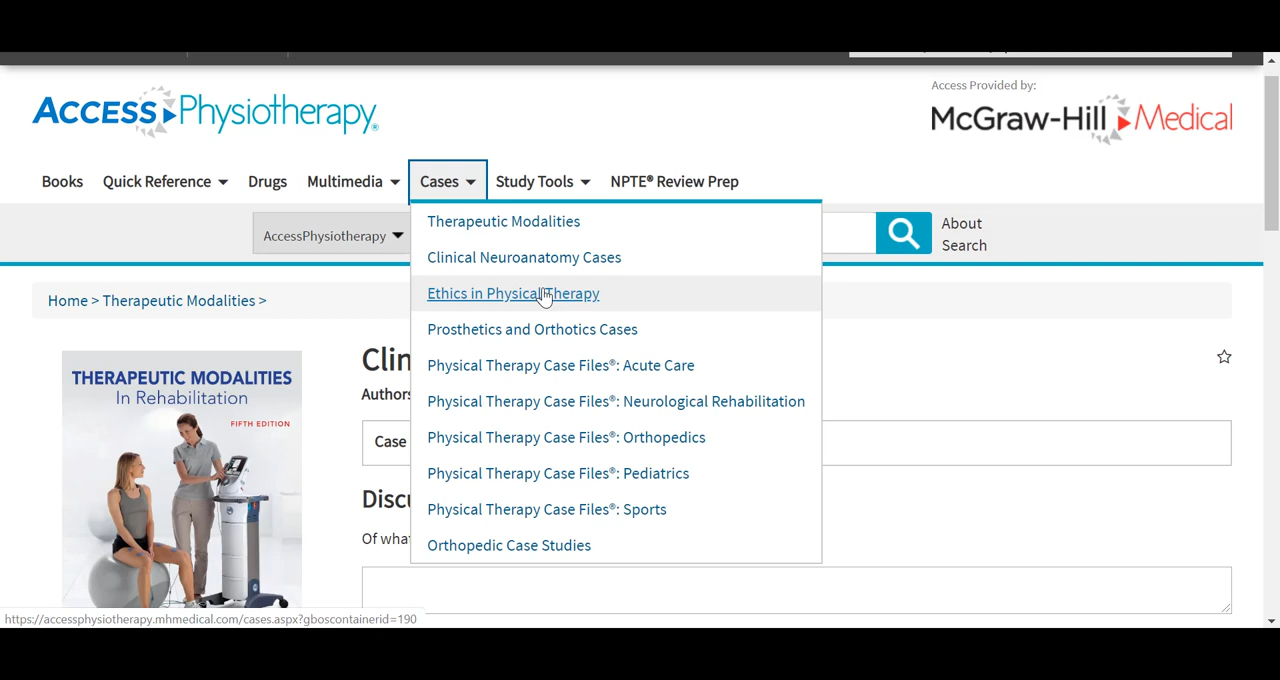 Access Provided by:
ACCESS Physiotherapy®
McGraw-Hill Medical
Books Quick Reference Drugs Multimedia Cases Study Tools NPTE® Review Prep
AccessPhysiotherapy
About
Search
Therapeutic Modalities
Clinical Neuroanatomy Cases
Ethics in Physical Therapy
Prosthetics and Orthotics Cases
Physical Therapy Case Files®: Acute Care
Physical Therapy Case Files®: Neurological Rehabilitation
Physical Therapy Case Files®: Orthopedics
Physical Therapy Case Files®: Pediatrics
Physical Therapy Case Files®: Sports
Orthopedic Case Studies
Home > Therapeutic Modalities >
THERAPEUTIC MODALITIES
In Rehabilitation
FIFTH EDITION
Clin
Authors
Case
Discu
Of what
https://accessphysiotherapy.mhmedical.com/cases.aspx?gboscontainerid=190